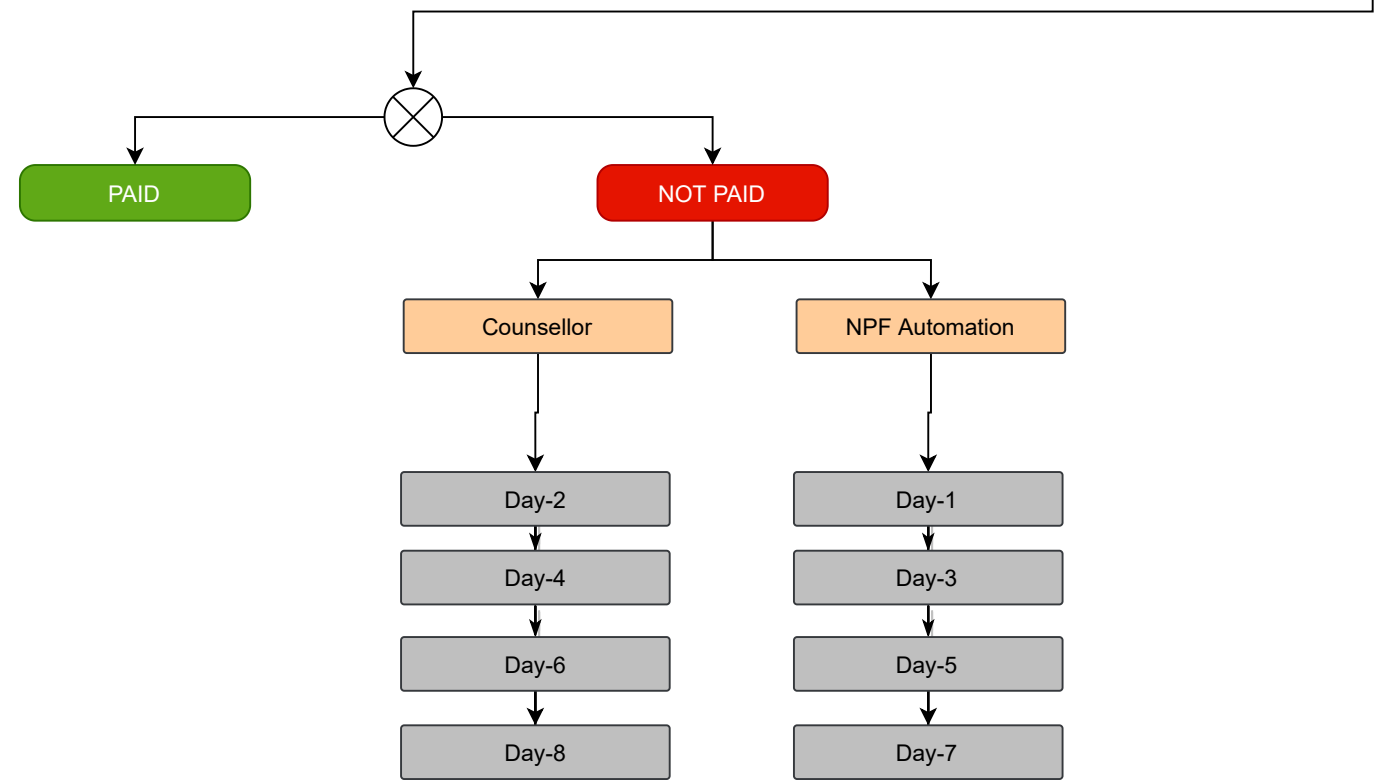 PAID
NOT PAID
Counsellor
NPF Automation
Day-2
Day-1
Day-4
Day-3
Day-6
Day-5
Day-8
Day-7